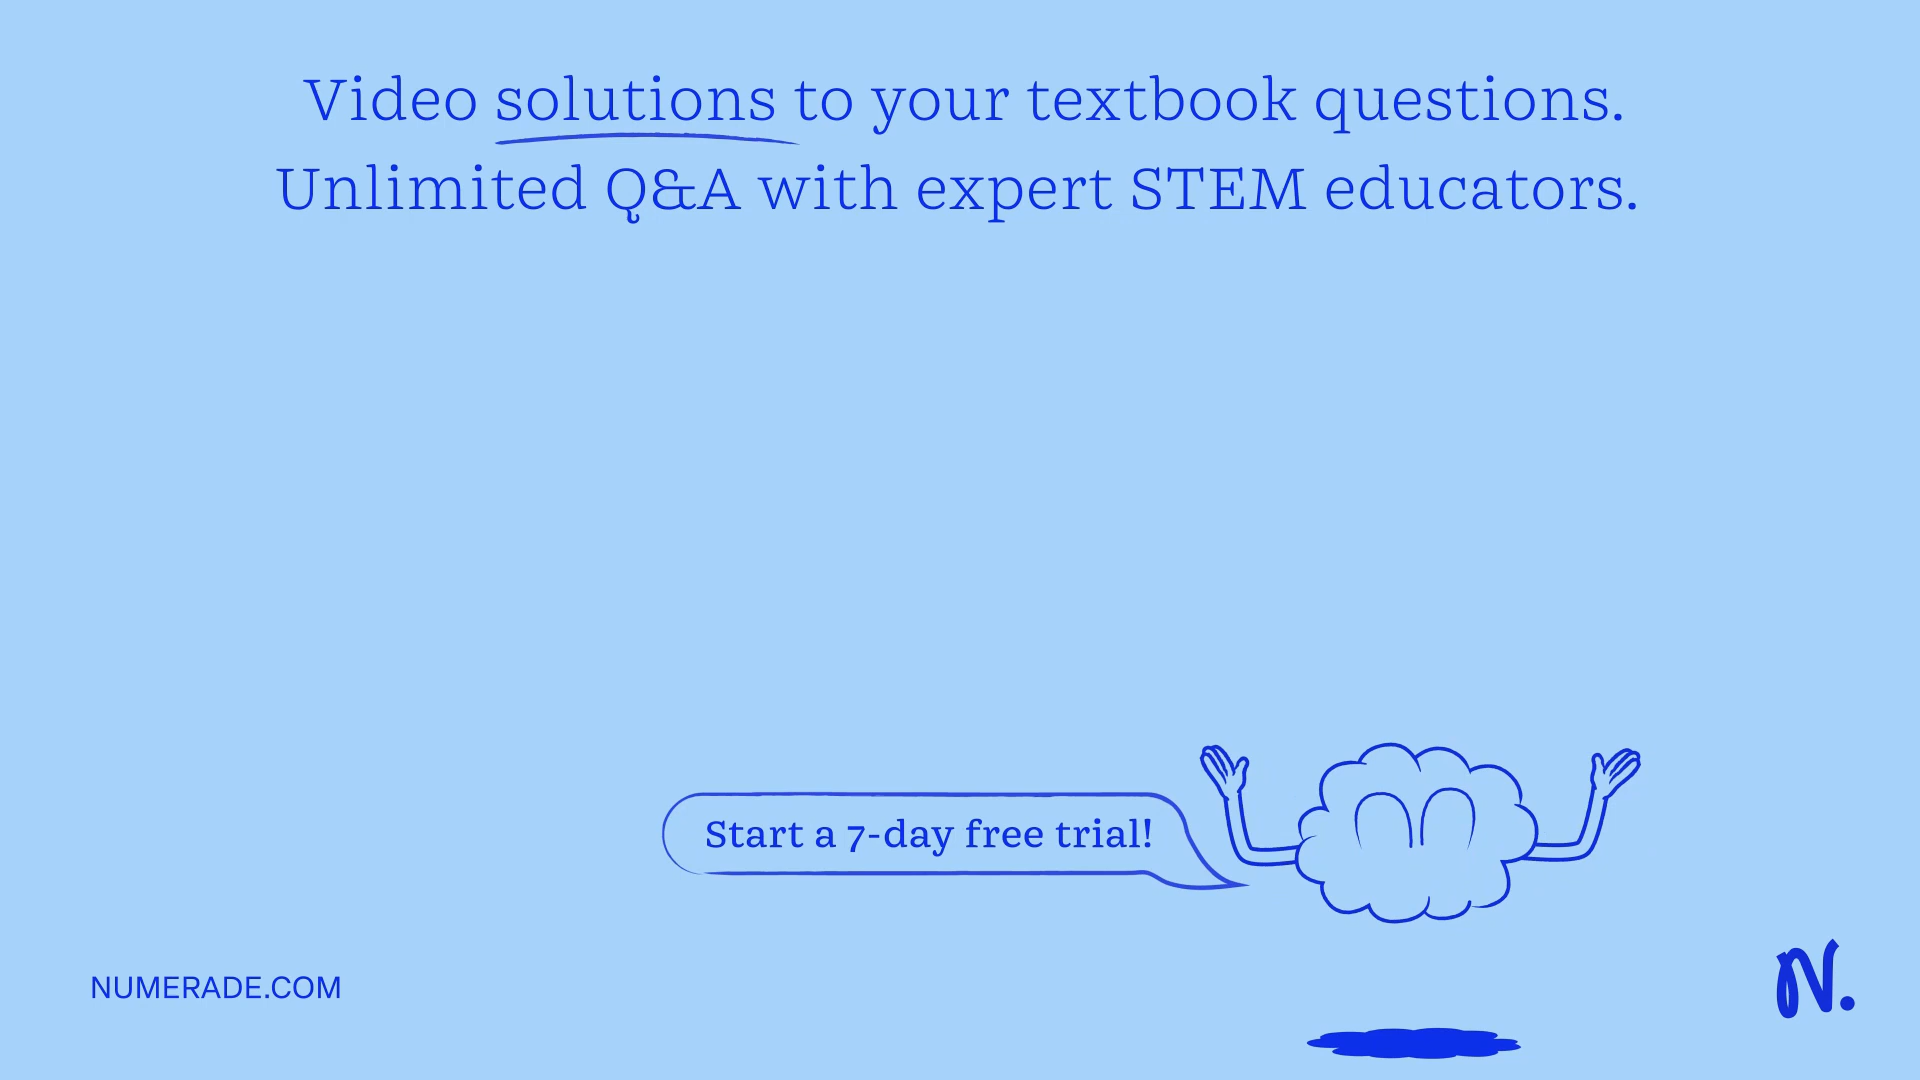 Video solutions to your textbook questions.
Unlimited Q&A with expert STEM educators.
Start a 7-day free trial!
NUMERADE.COM
N.